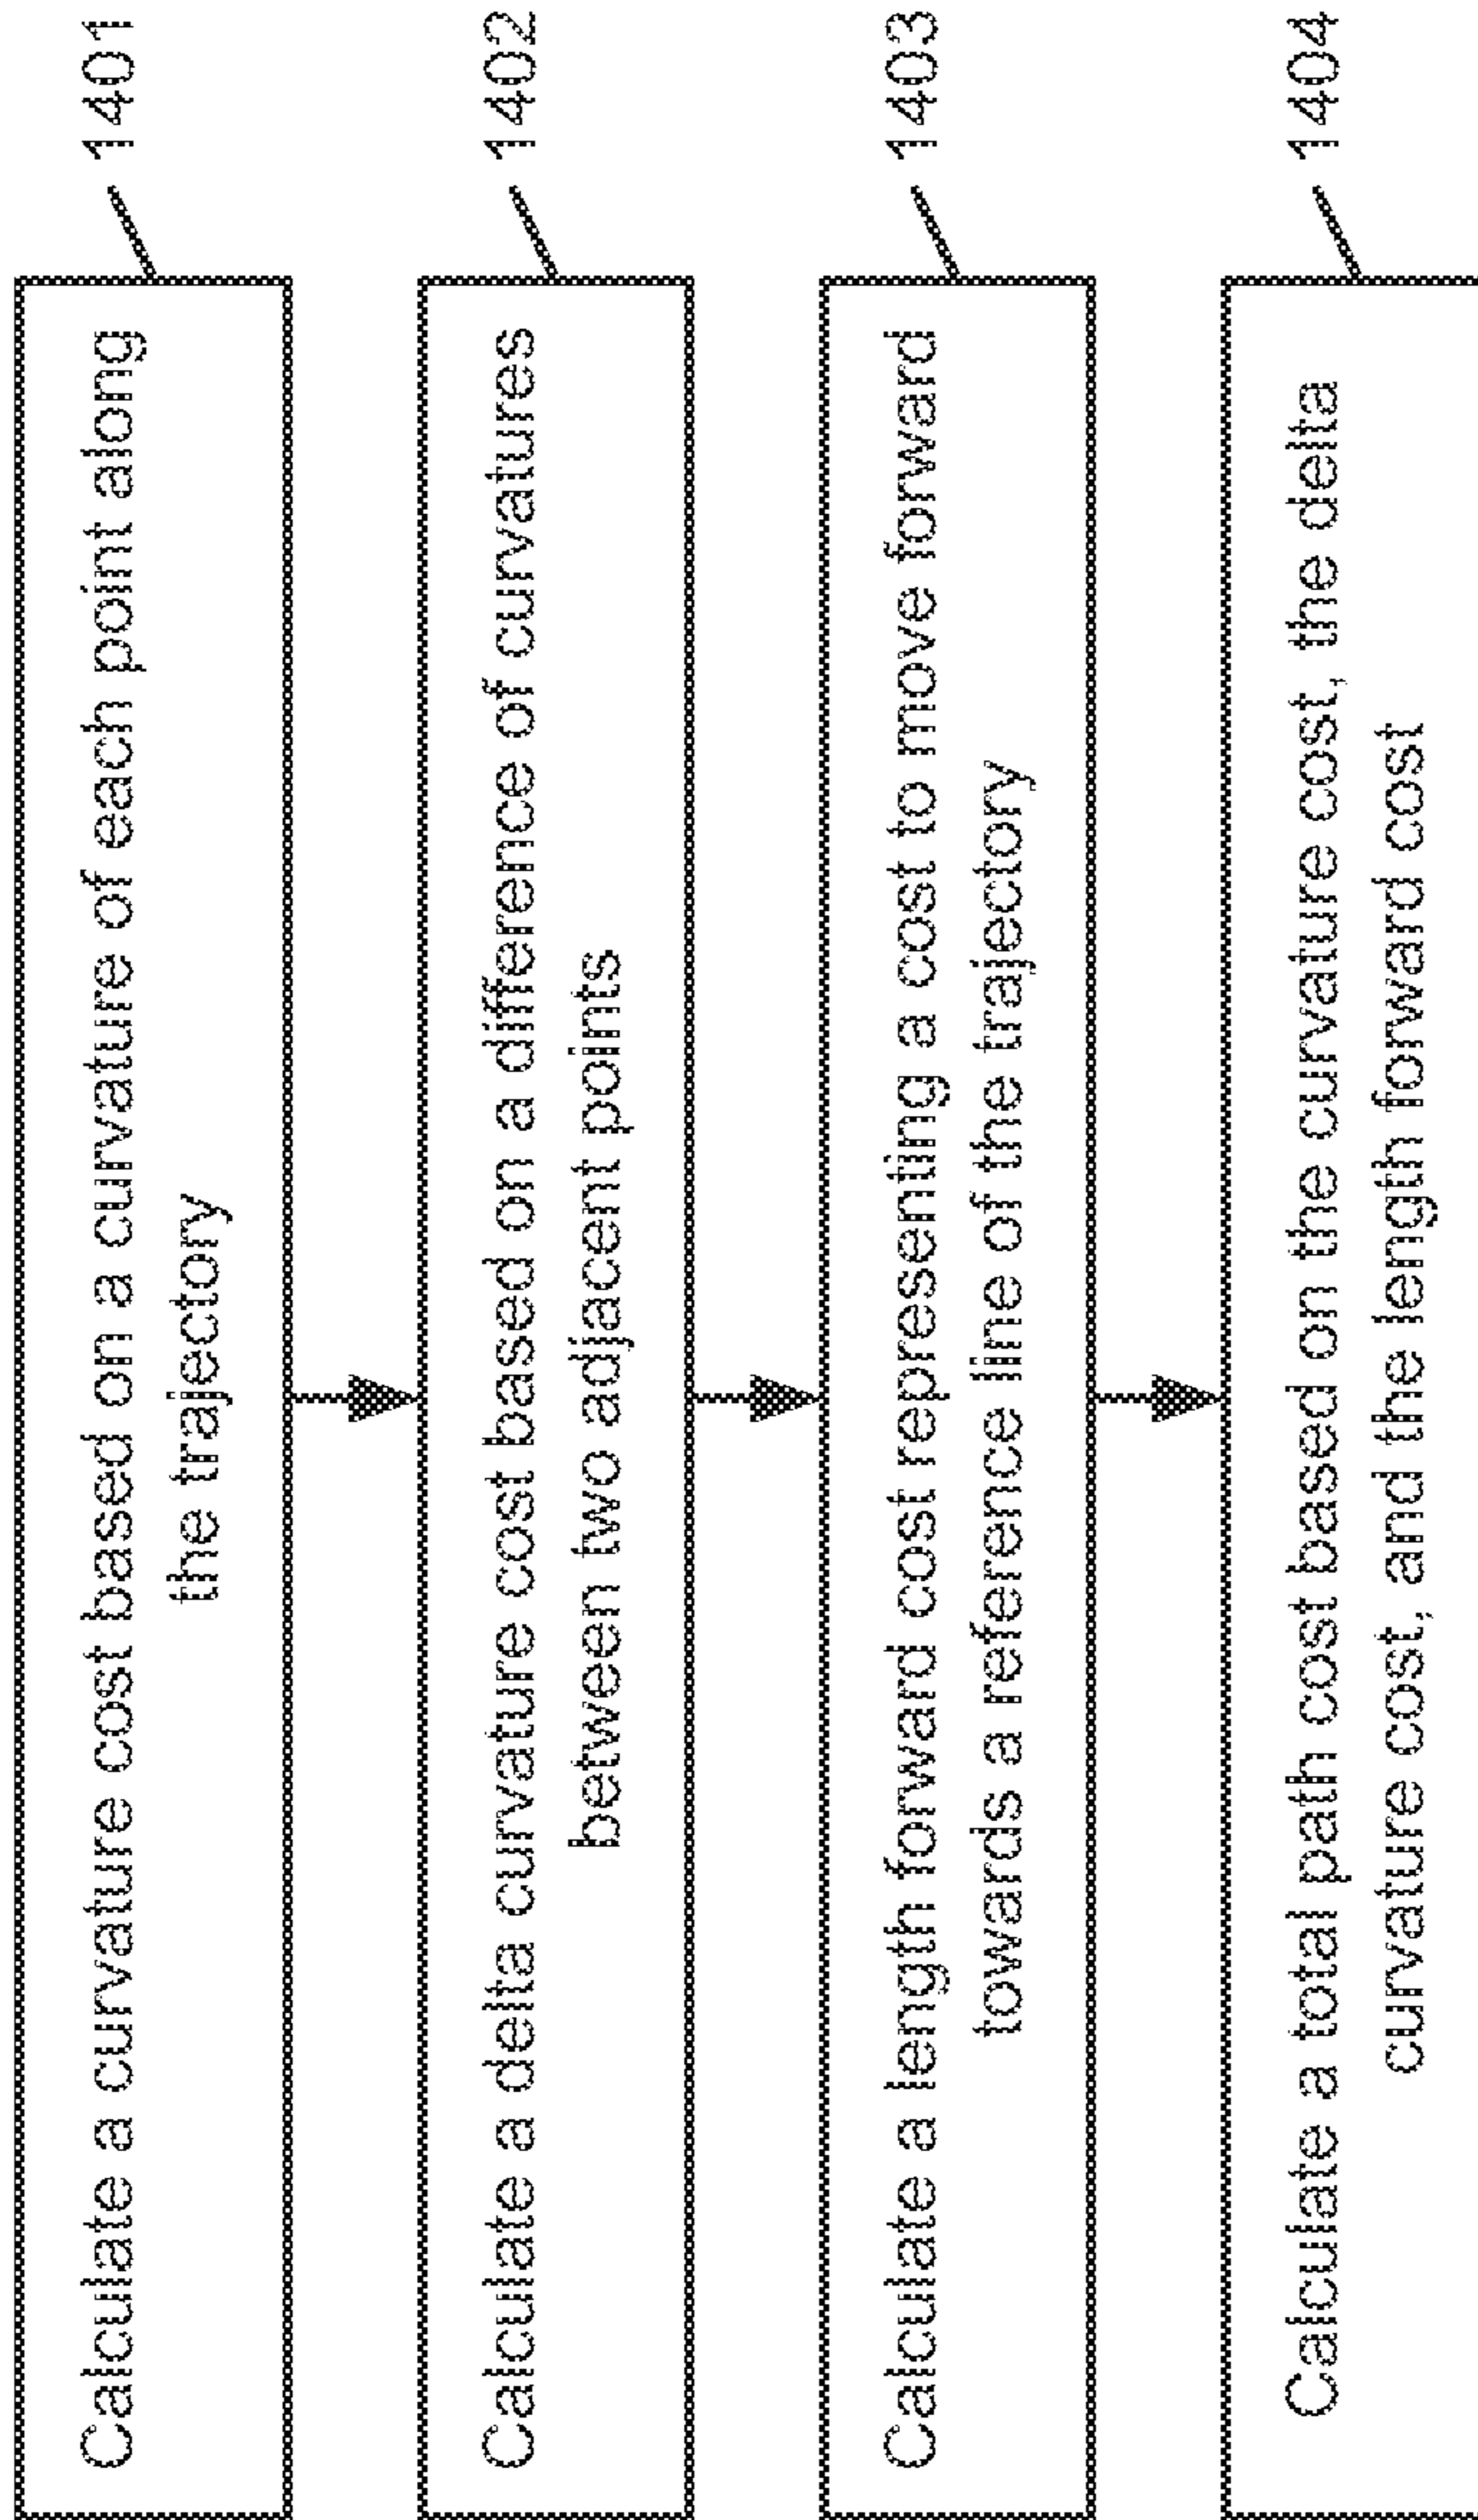 Calculate a curvature cost based on a curvature of each point along
the trajectory
1401
Calculate a delta curvature cost based on a difference of curvatures
between two adjacent points
1402
Calculate a length forward cost representing a cost to move forward
towards a reference line of the trajectory
1403
Calculate a total path cost based on the curvature cost, the delta
curvature cost, and the length forward cost
1404